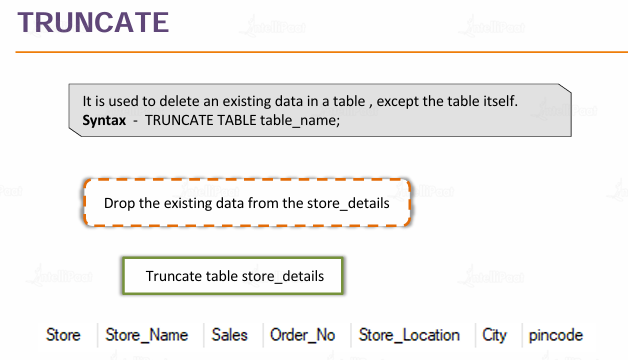 TRUNCATE
It is used to delete an existing data in a table , except the table itself.
Syntax - TRUNCATE TABLE table_name;
Drop the existing data from the store_details
Truncate table store_details
Store Store_Name Sales Order_No Store_Location City pincode